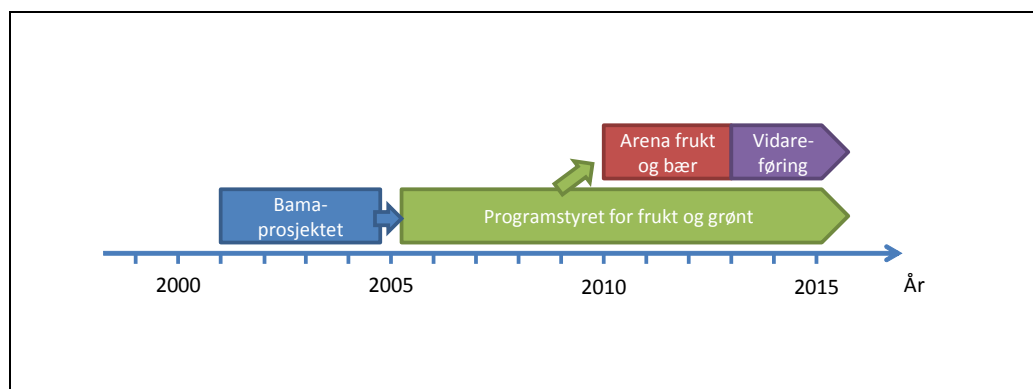 Arena frukt
og bær
Vidare-
føring
Bama-
prosjektet
Programstyret for frukt og grønt
2000
2005
2010
2015
År